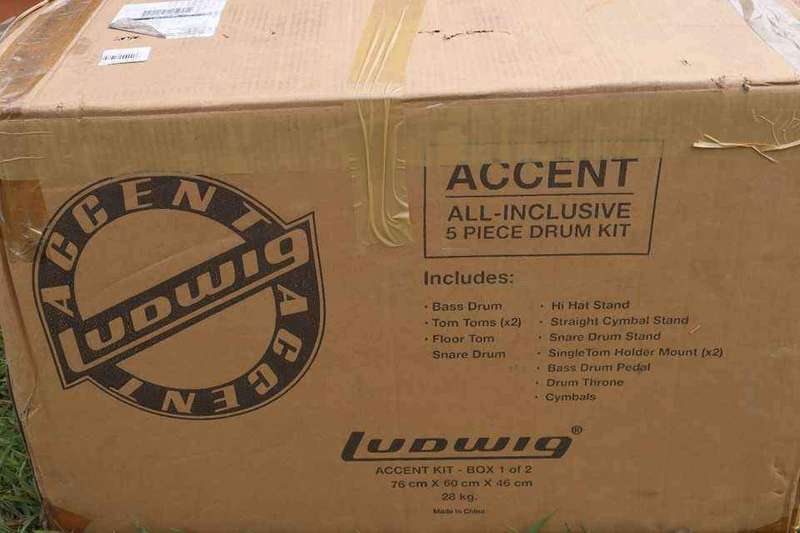 ACCENT
LUDWIG
ACCENT
ACCENT
ACCENT
ALL-INCLUSIVE
5 PIECE DRUM KIT
Includes:
· Bass Drum
· Tom Toms (x2)
· Floor Tom
Snare Drum
· Hi Hat Stand
· Straight Cymbal Stand
· Snare Drum Stand
· SingleTom Holder Mount (x2)
· Bass Drum Pedal
· Drum Throne
· Cymbals
LUDWIG®
ACCENT KIT - BOX 1 of 2
76 cm X 60 cm X 46 cm
28 kg.
Made In China